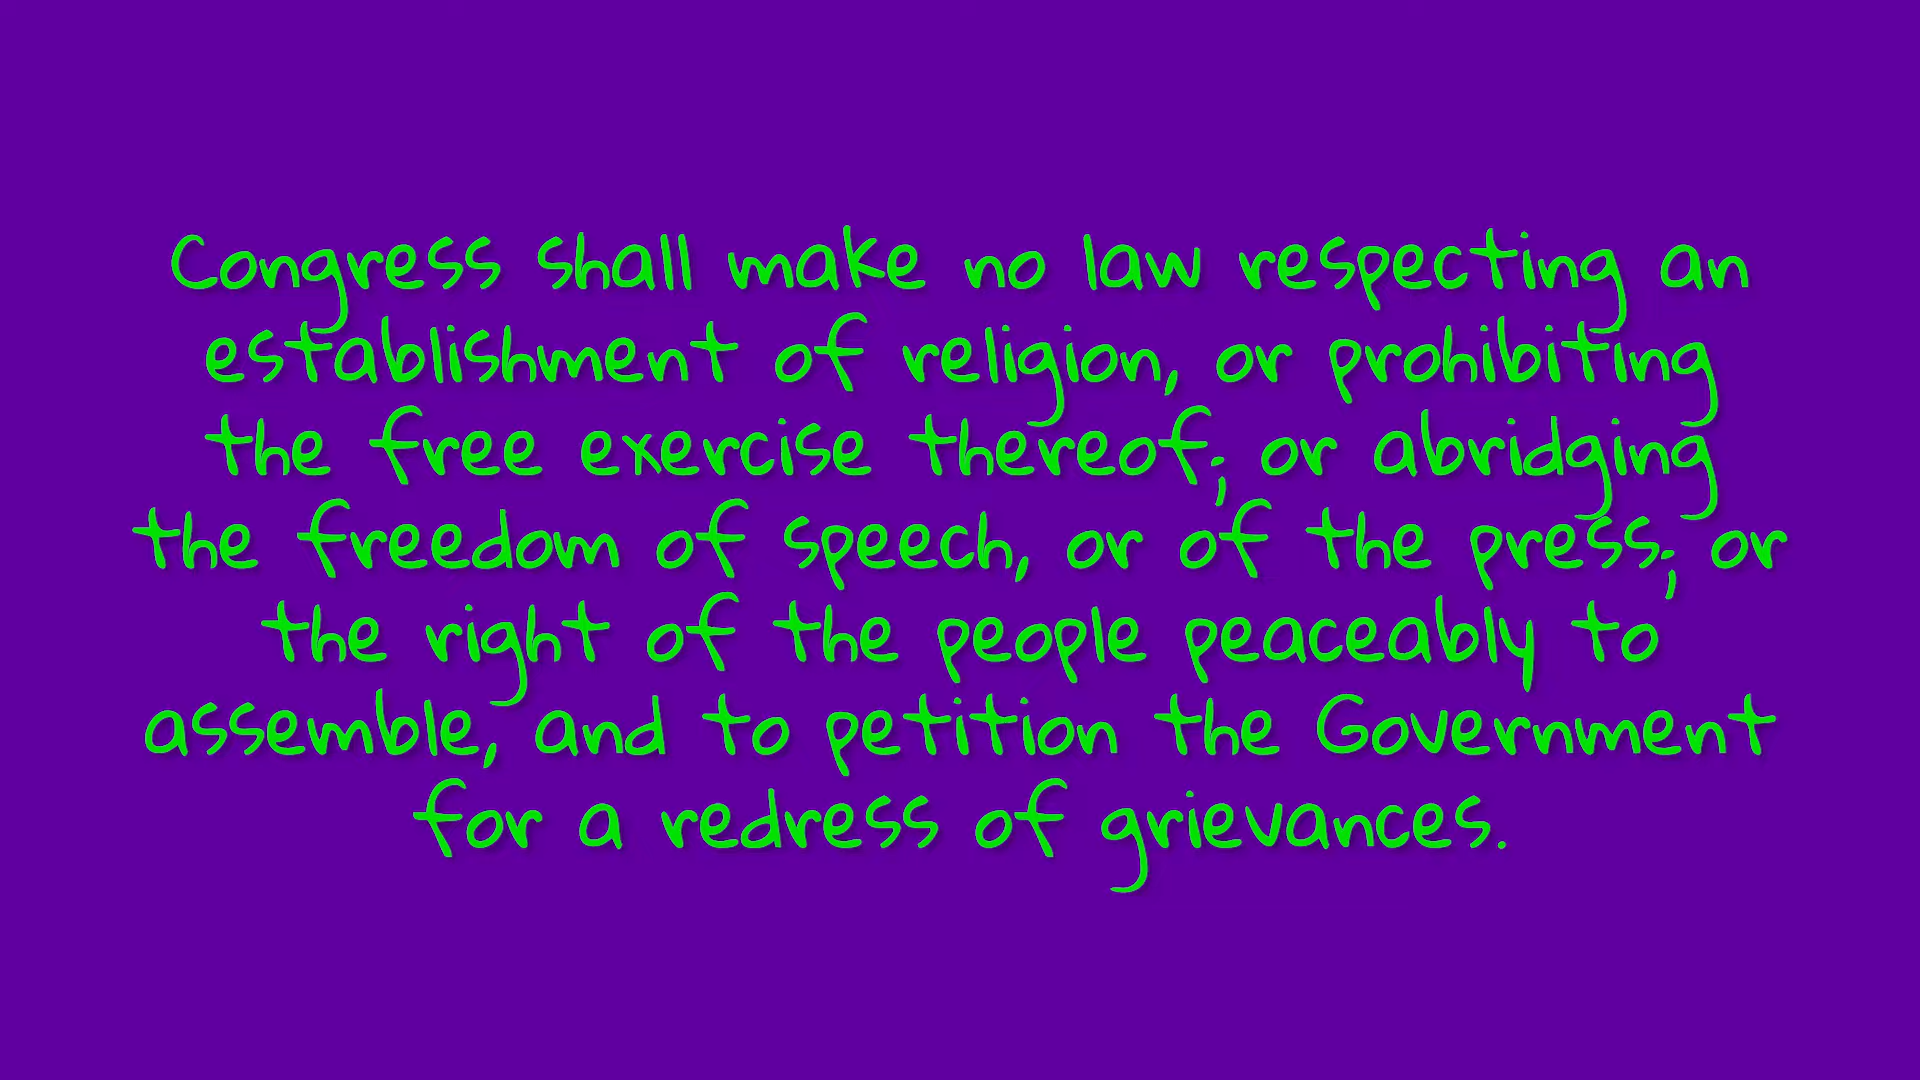 Congress shall make no law respecting an
establishment of religion, or prohibiting
the free exercise thereof; or abridging
the freedom of speech, or of the press; or
the right of the people peaceably to
assemble, and to petition the Government
for a redress of grievances.